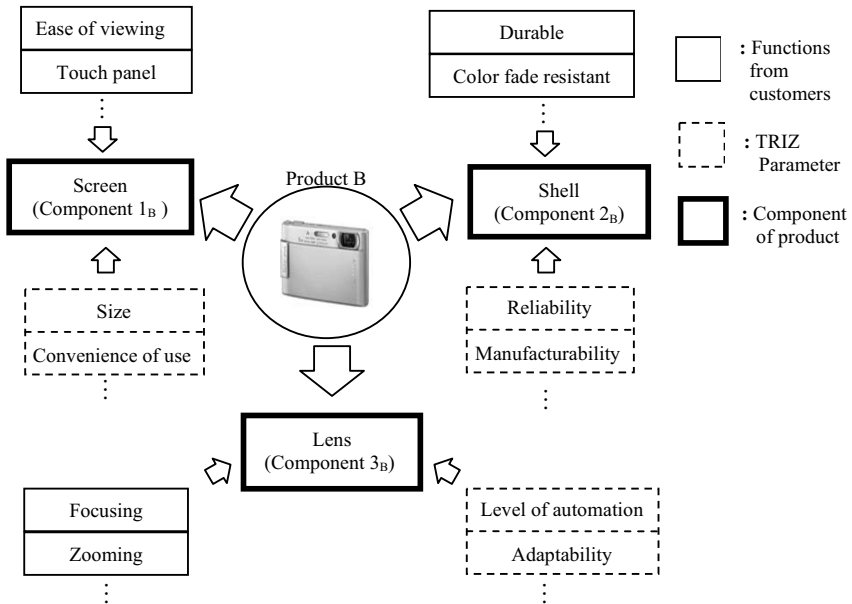 Ease of viewing
Touch panel
Durable
Color fade resistant
: Functions
from
customers
: TRIZ
Parameter
: Component
of product
Screen
(Component 1B )
Product B
Shell
(Component 2B)
Size
Convenience of use
Reliability
Manufacturability
Lens
(Component 3B)
Focusing
Zooming
Level of automation
Adaptability